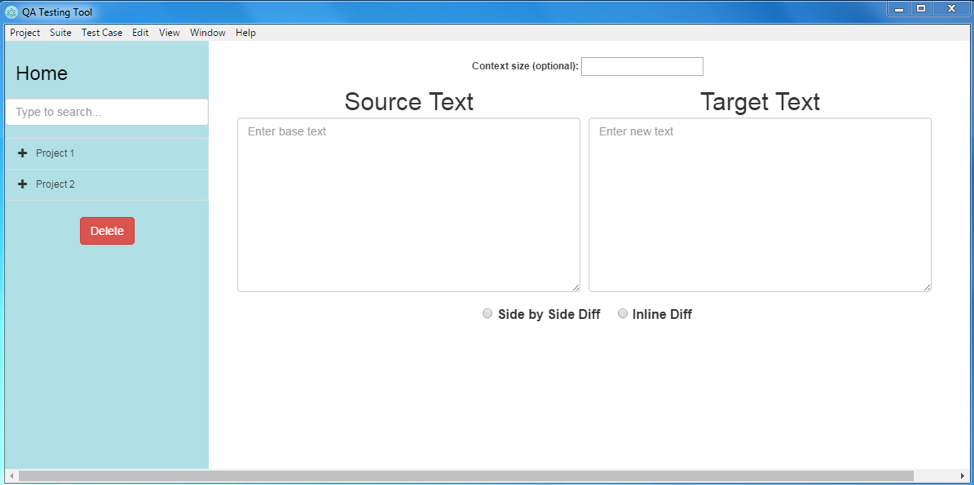 QA Testing Tool
Project Suite Test Case Edit View Window Help
Home
Type to search...
Project 1
Project 2
Delete
Context size (optional):
Source Text Target Text
Enter base text Enter new text
Side by Side Diff Inline Diff